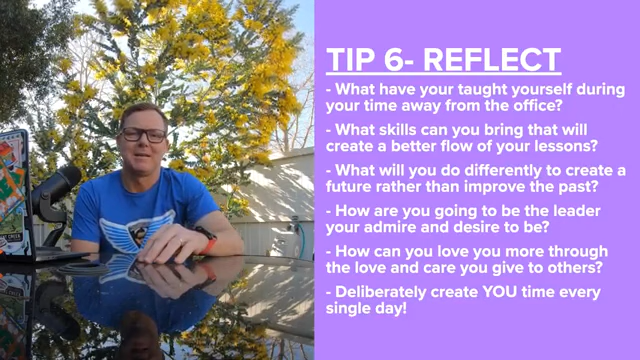 TIP 6- REFLECT
- What have your taught yourself during
your time away from the office?
- What skills can you bring that will
create a better flow of your lessons?
- What will you do differently to create a
future rather than improve the past?
- How are you going to be the leader
your admire and desire to be?
- How can you love you more through
the love and care you give to others?
- Deliberately create YOU time every
single day!